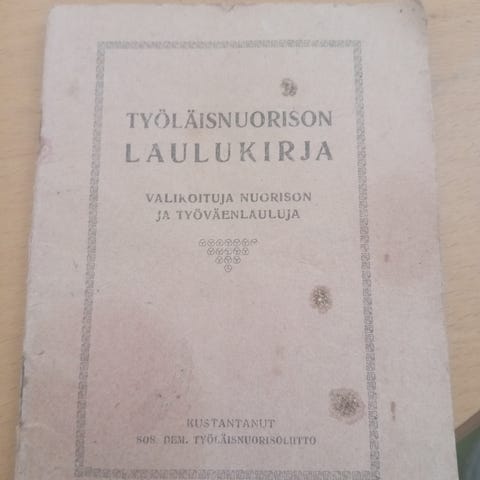 TYÖLÄISNUORISON
LAULUKIRJA
VALIKOITUJA NUORISON
JA TYÖVÄENLAULUJA
KUSTANTANUT
SOS. DEM. TYÖLÄISNUORISOLIITTO